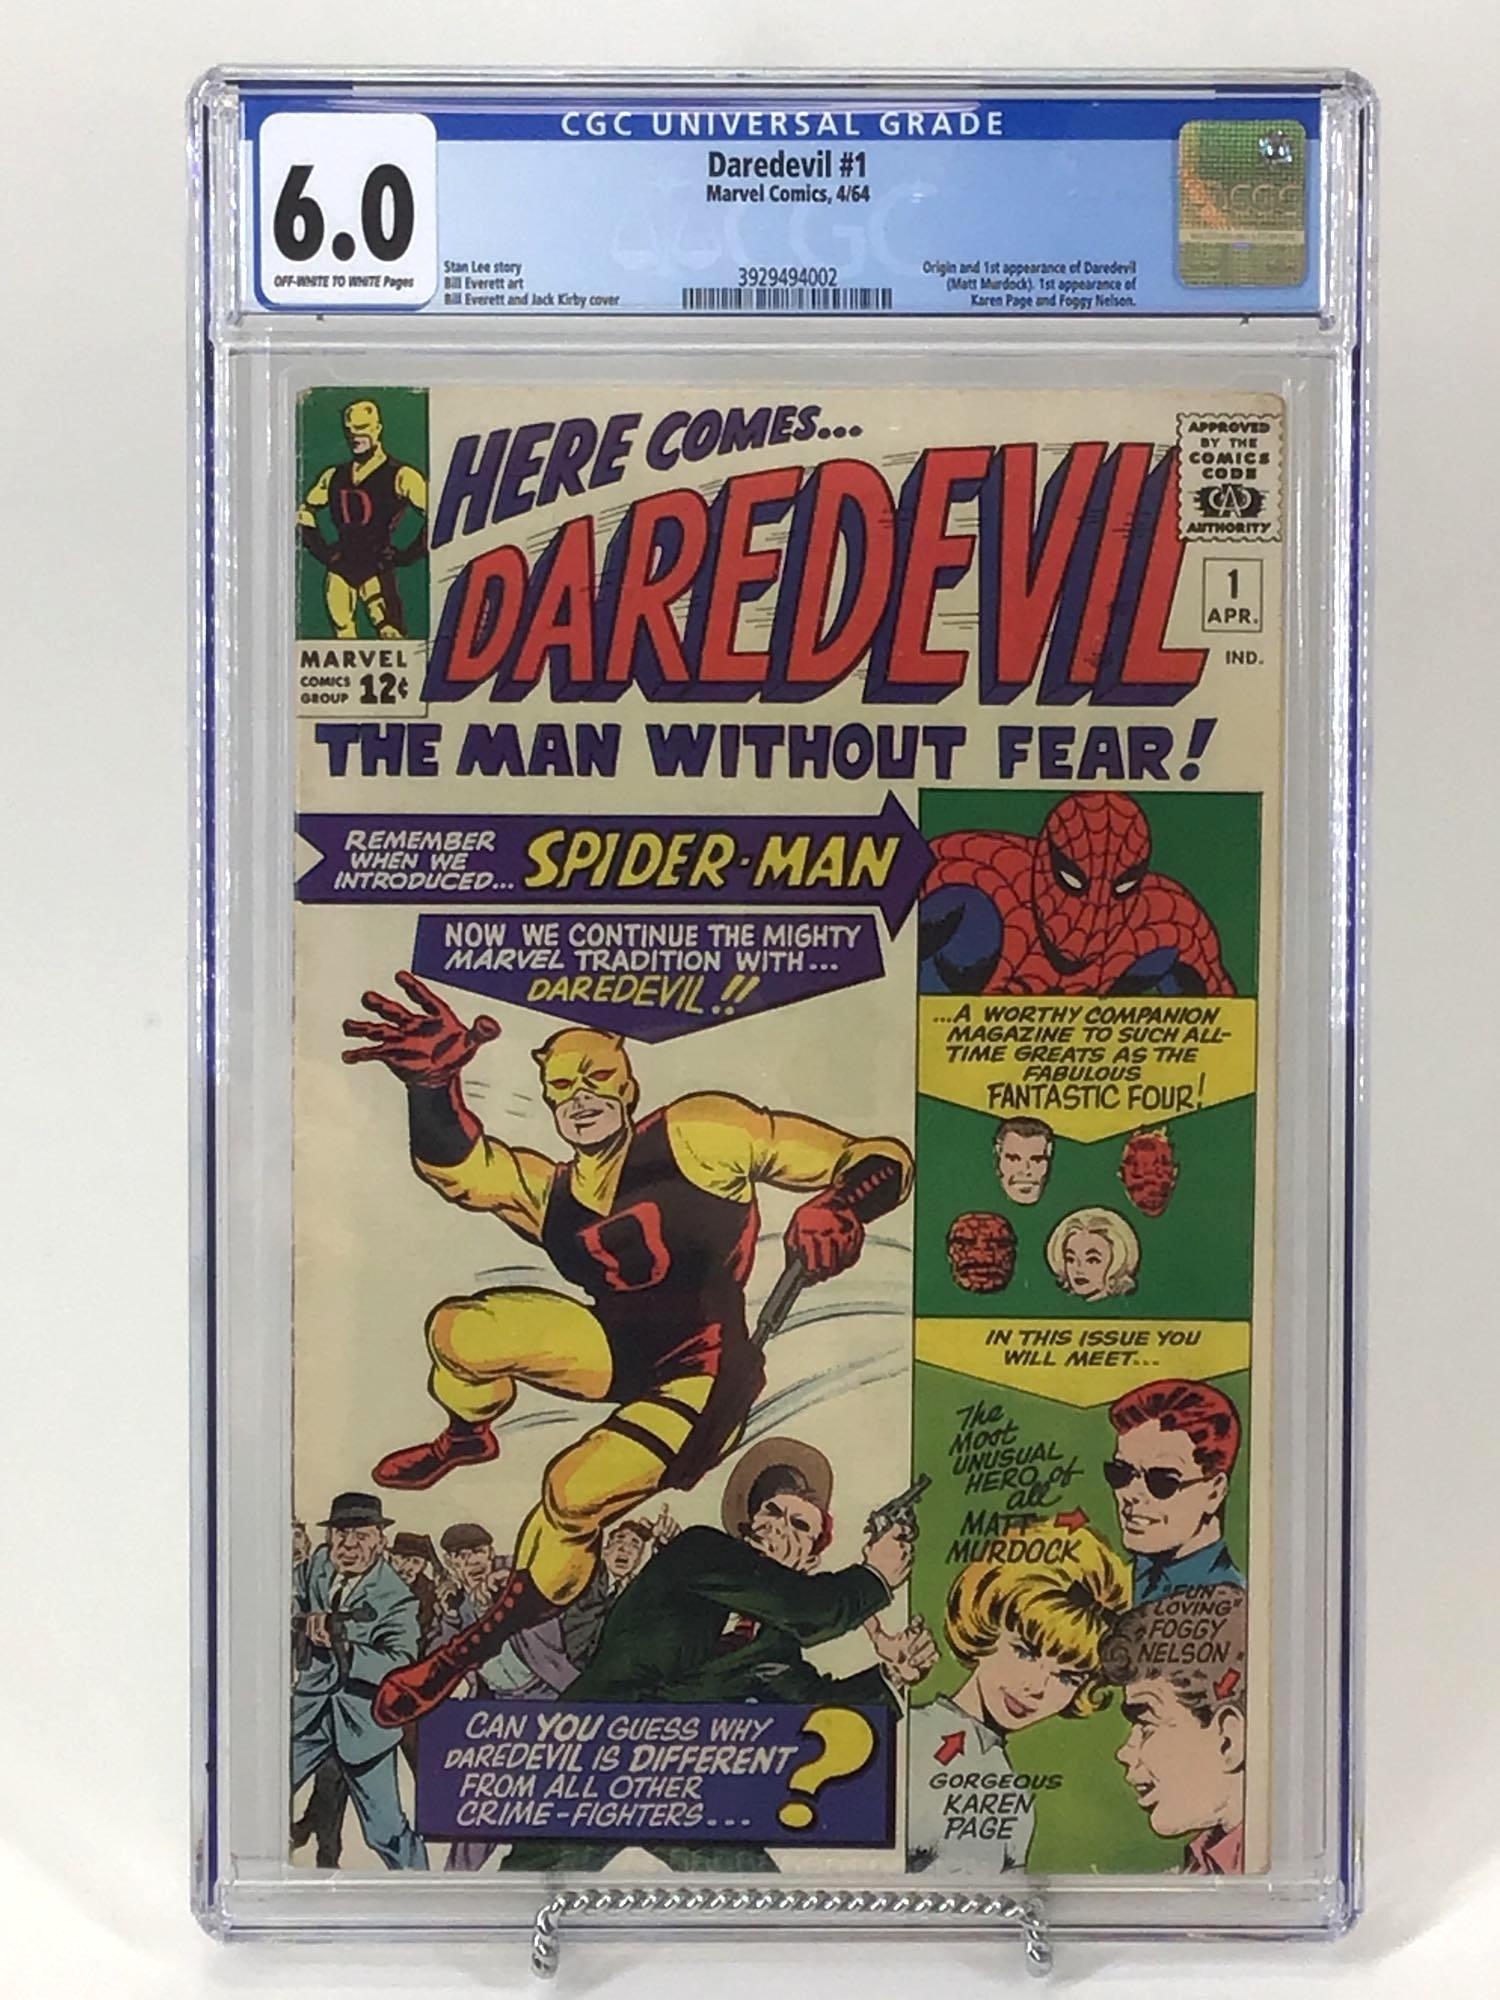 CGC UNIVERSAL GRADE
6.0
OFF-WHITE TO WHITE Pages
Daredevil #1
Marvel Comics, 4/64
Stan Lee story
Bill Everett art
Bill Everett and Jack Kirby cover
3929494002
Origin and 1st appearance of Daredevil
(Matt Murdock). 1st appearance of
Karen Page and Foggy Nelson.
CGC
CGC
D
HERE COMES...
DAREDEVIL
APPROVED
BY THE
COMICS
CODE
CA
AUTHORITY
1
APR.
IND.
MARVEL
COMICS
GROUP 12¢
THE MAN WITHOUT FEAR!
REMEMBER
WHEN WE
INTRODUCED...
SPIDER-MAN
NOW WE CONTINUE THE MIGHTY
MARVEL TRADITION WITH...
DAREDEVIL!!
...A WORTHY COMPANION
MAGAZINE TO SUCH ALL-
TIME GREATS AS THE
FABULOUS
FANTASTIC FOUR!
D
IN THIS ISSUE YOU
WILL MEET...
The
Most
UNUSUAL
HERO of
all
MATT
MURDOCK
"FUN-
LOVING"
FOGGY
NELSON
GORGEOUS
KAREN
PAGE
CAN YOU GUESS WHY
DAREDEVIL IS DIFFERENT
FROM ALL OTHER
CRIME-FIGHTERS...
?